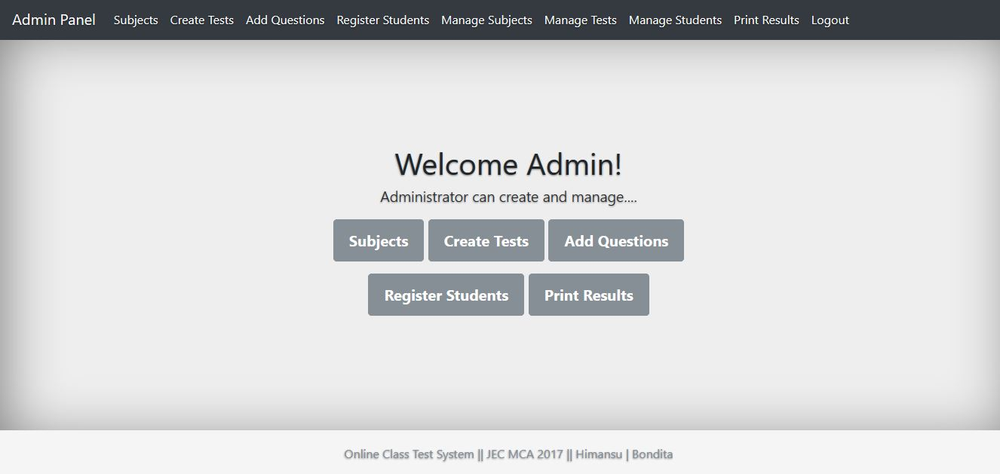 Admin Panel Subjects Create Tests Add Questions Register Students Manage Subjects Manage Tests Manage Students Print Results Logout
Welcome Admin!
Administrator can create and manage....
Subjects Create Tests Add Questions
Register Students Print Results
Online Class Test System || JEC MCA 2017 || Himansu | Bondita